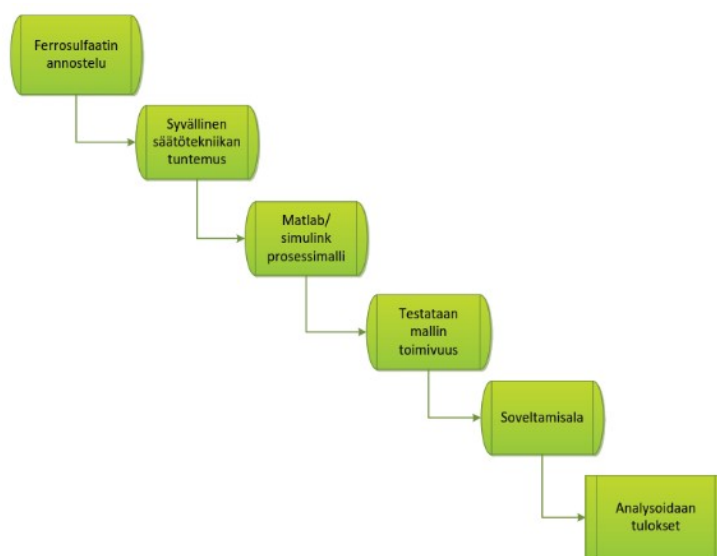 Ferrosulfaatin
annostelu
Syvällinen
säätötekniikan
tuntemus
Matlab/
simulink
prosessimalli
Testataan
mallin
toimivuus
Soveltamisala
Analysoidaan
tulokset